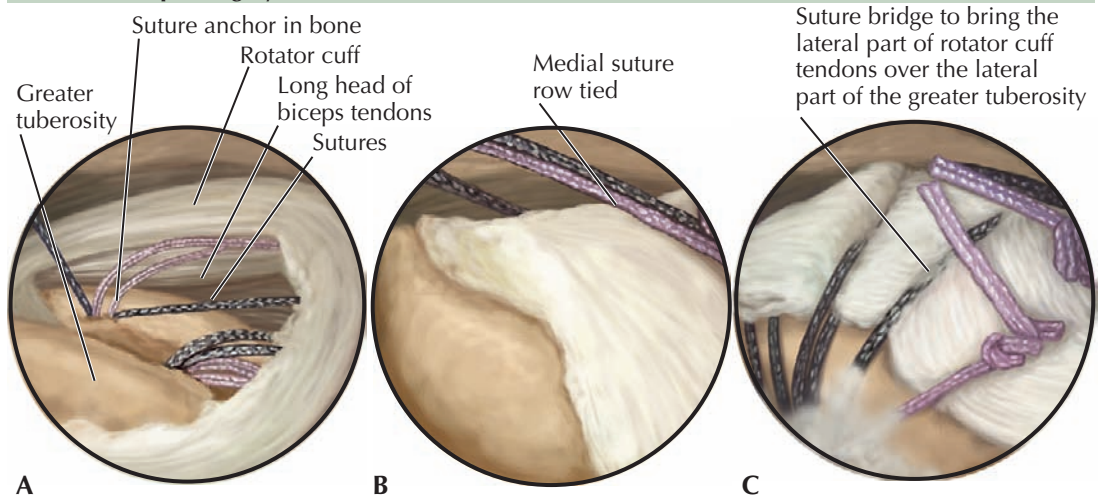 Suture anchor in bone
Rotator cuff
Long head of
biceps tendons
Sutures
Greater
tuberosity
Medial suture
row tied
Suture bridge to bring the
lateral part of rotator cuff
tendons over the lateral
part of the greater tuberosity
A
B
C